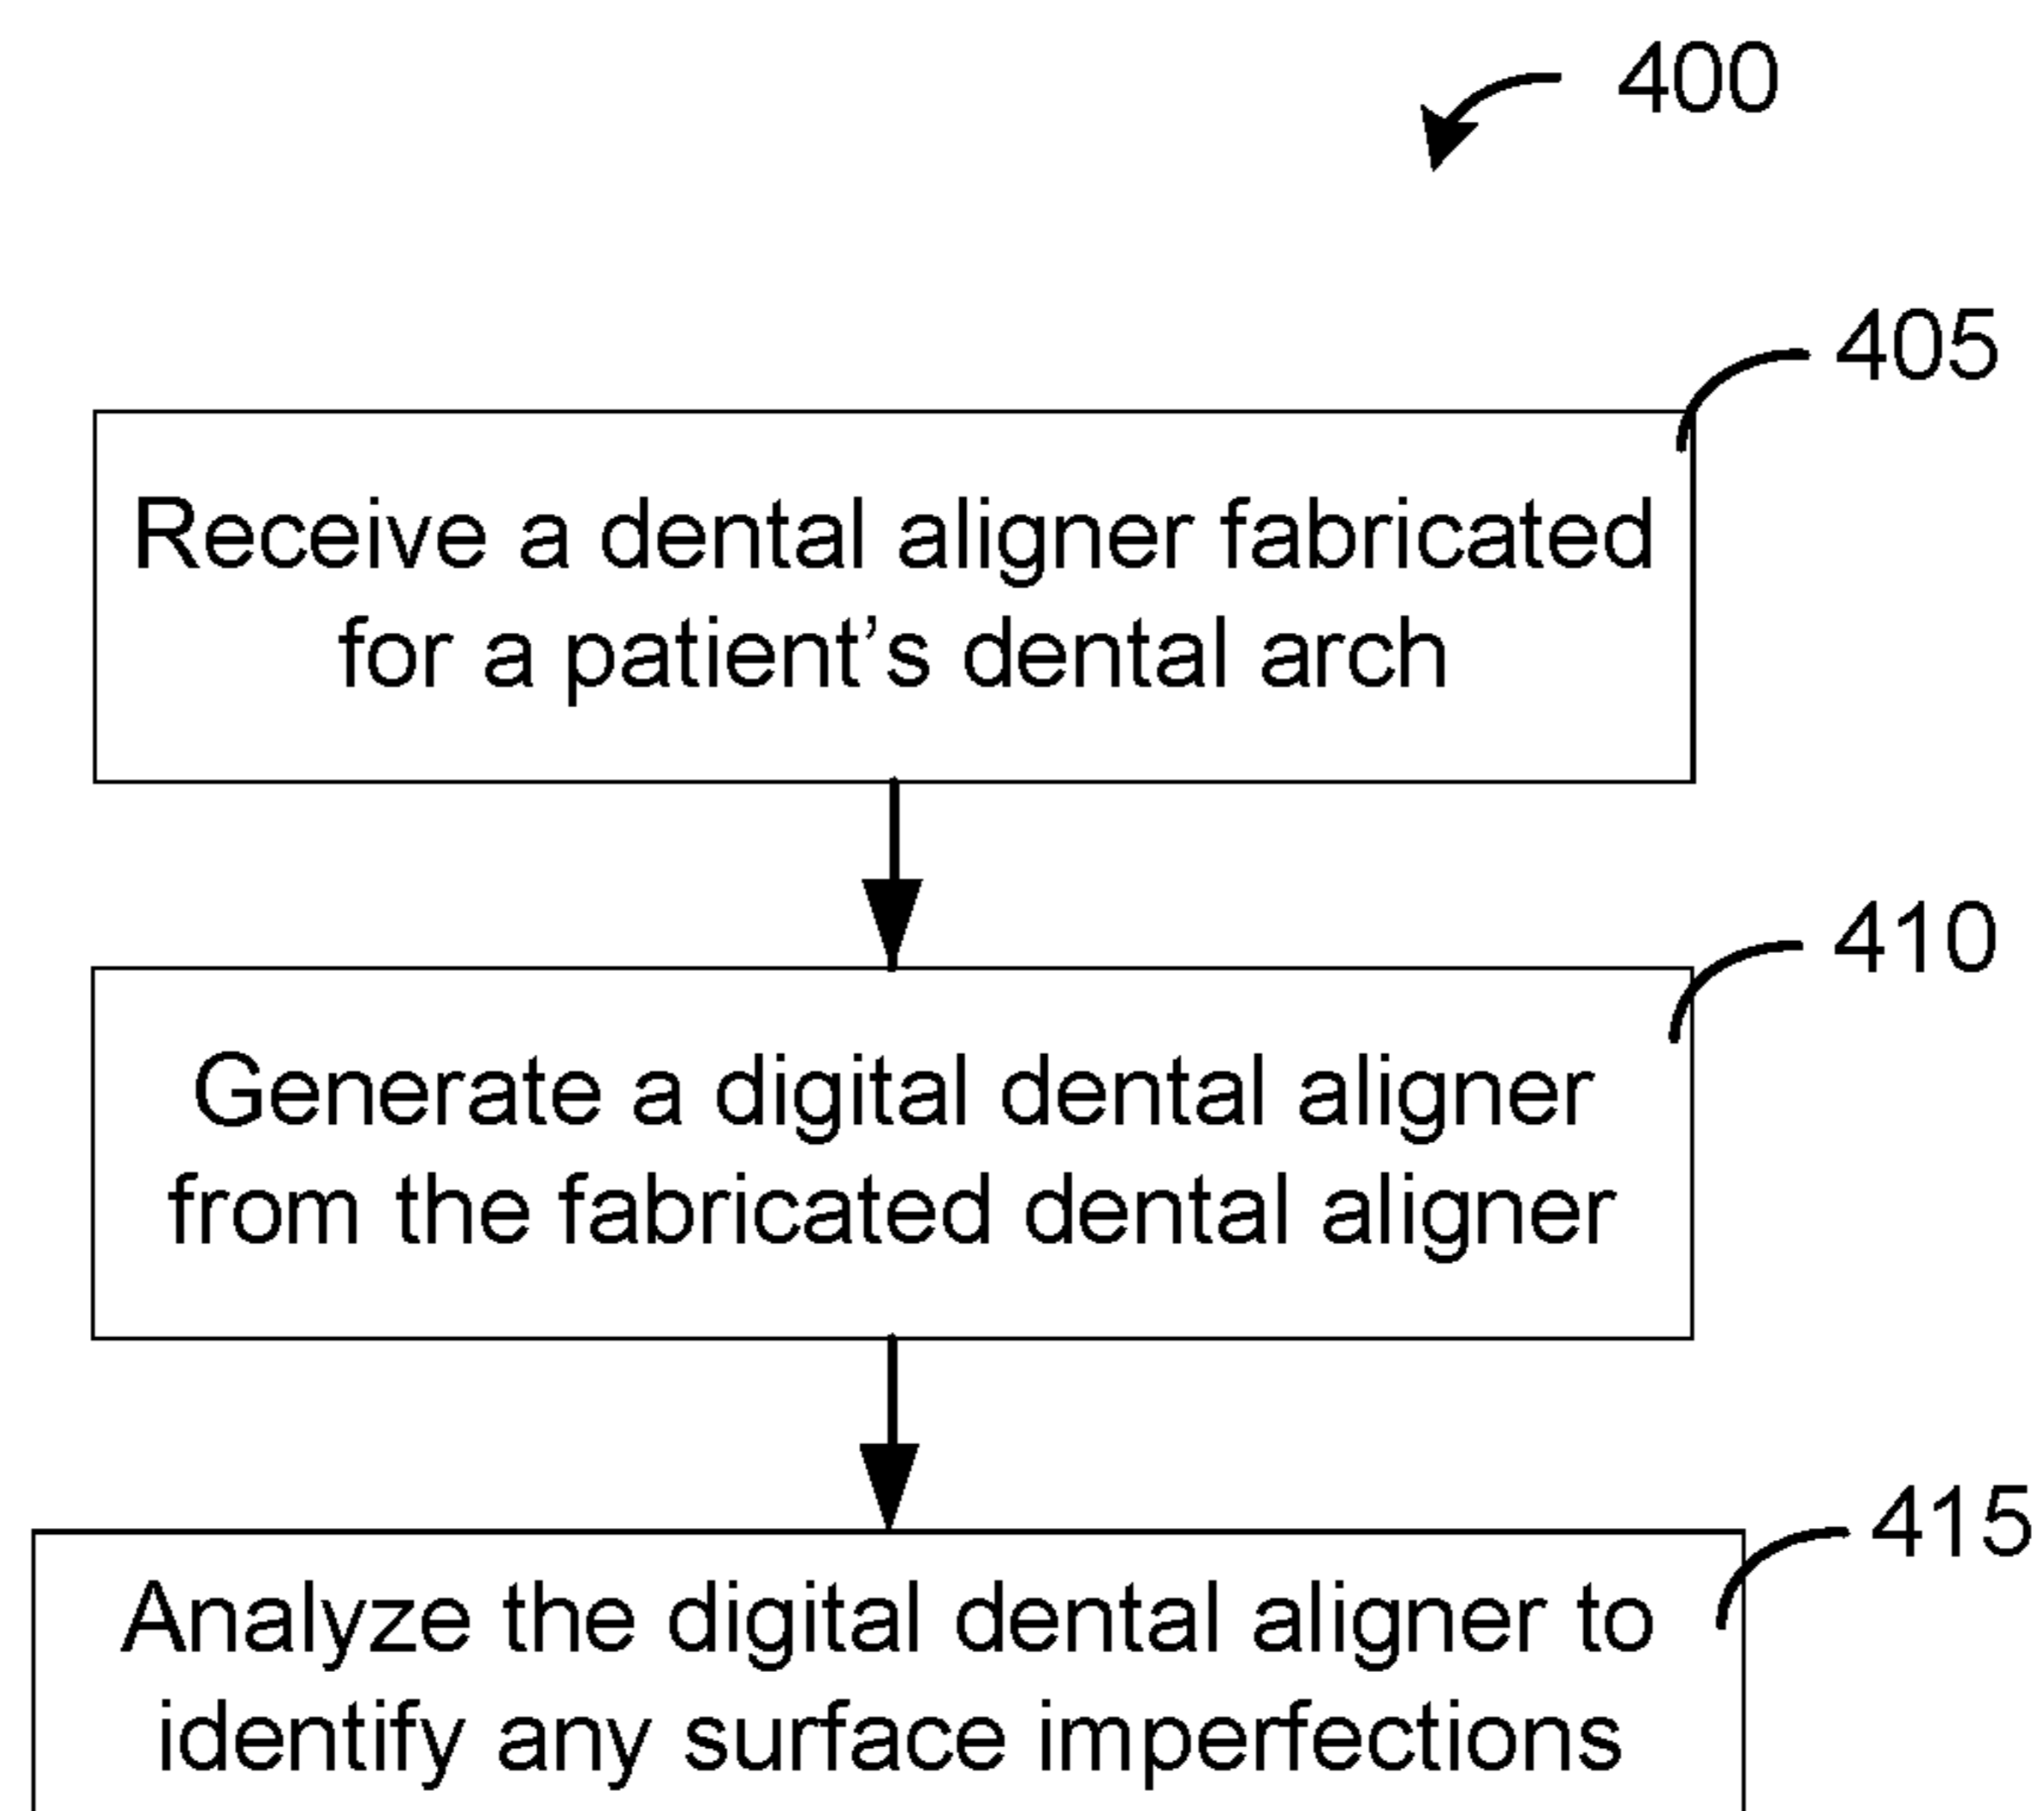 400
405
Receive a dental aligner fabricated
for a patient’s dental arch
410
Generate a digital dental aligner
from the fabricated dental aligner
415
Analyze the digital dental aligner to
identify any surface imperfections